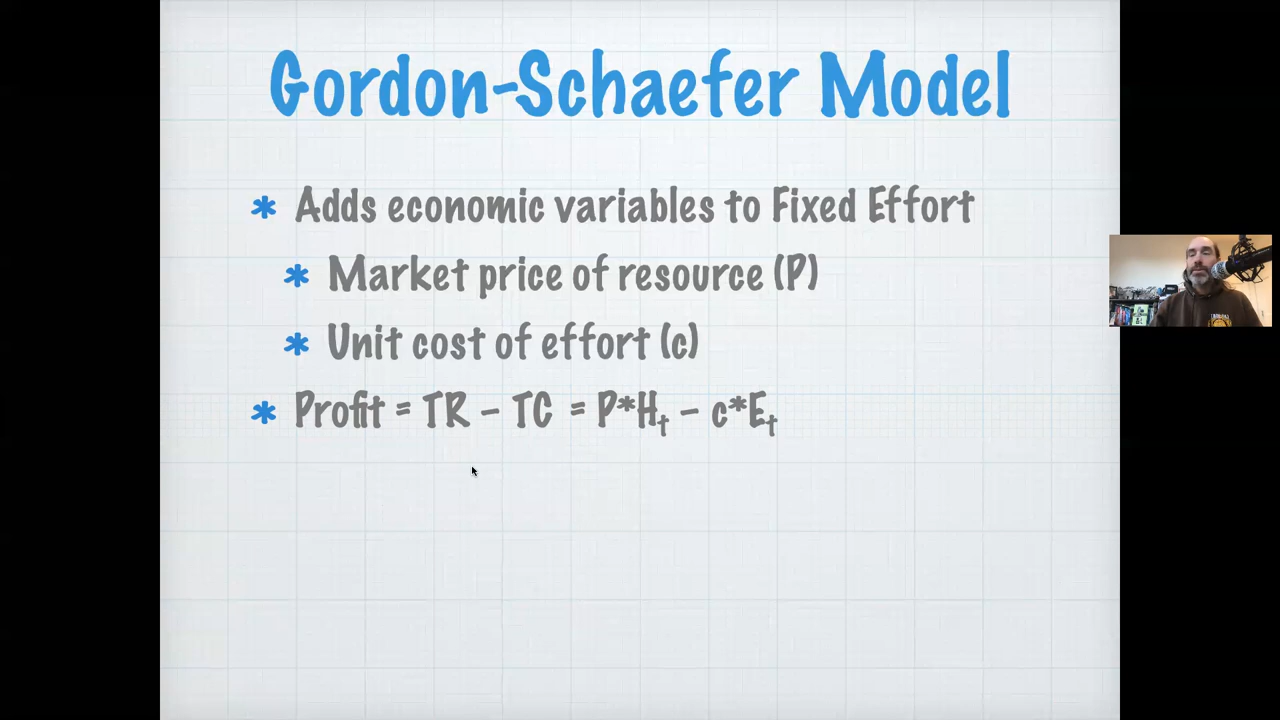 Gordon-Schaefer Model
* Adds economic variables to Fixed Effort
* Market price of resource (P)
* Unit cost of effort (c)
* Profit = TR – TC = P*Hₜ – c*Eₜ